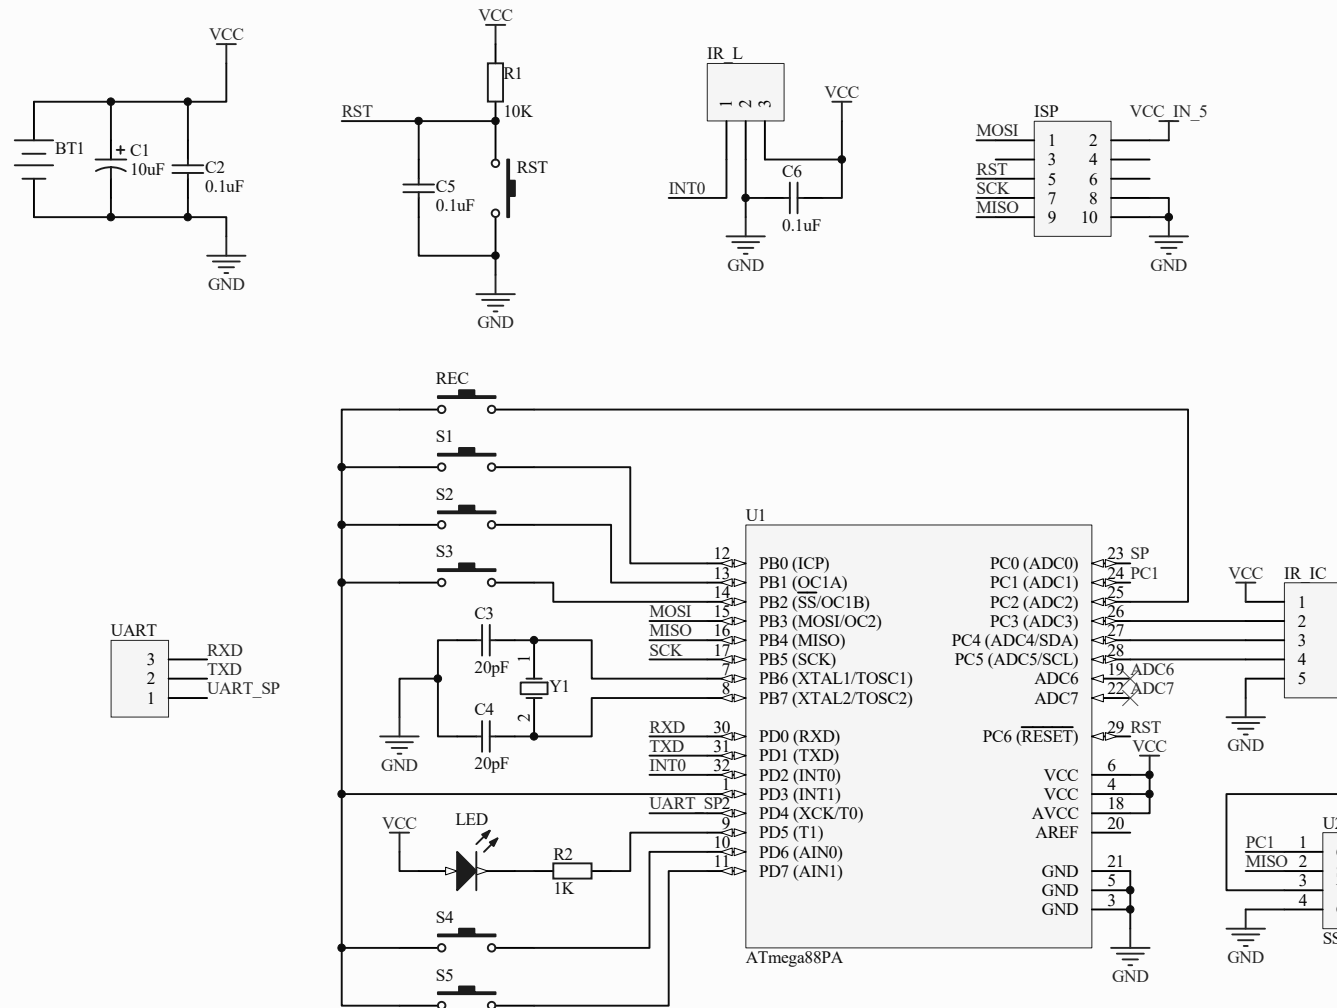 VCC
BT1
C1
10uF
C2
0.1uF
GND
VCC
R1
10K
RST
RST
C5
0.1uF
GND
IR_L
1
2
3
VCC
INT0
C6
0.1uF
GND
ISP
VCC_IN_5
MOSI
1
2
3
4
RST
5
6
SCK
7
8
MISO
9
10
GND
REC
S1
S2
S3
UART
3
RXD
2
TXD
1
UART_SP
C3
20pF
C4
20pF
1
2
Y1
GND
VCC
LED
R2
1K
S4
S5
U1
12
PB0 (ICP)
13
PB1 (OC1A)
14
PB2 (SS/OC1B)
MOSI
15
PB3 (MOSI/OC2)
MISO
16
PB4 (MISO)
SCK
17
PB5 (SCK)
7
PB6 (XTAL1/TOSC1)
8
PB7 (XTAL2/TOSC2)
RXD
30
PD0 (RXD)
TXD
31
PD1 (TXD)
INT0
32
PD2 (INT0)
1
PD3 (INT1)
UART_SP
2
PD4 (XCK/T0)
9
PD5 (T1)
10
PD6 (AIN0)
11
PD7 (AIN1)
PC0 (ADC0)
23
SP
PC1 (ADC1)
24
PC1
PC2 (ADC2)
25
PC3 (ADC3)
26
PC4 (ADC4/SDA)
27
PC5 (ADC5/SCL)
28
ADC6
19
ADC6
ADC7
22
ADC7
PC6 (RESET)
29
RST
VCC
VCC
6
VCC
4
AVCC
18
AREF
20
GND
21
GND
5
GND
3
ATmega88PA
GND
VCC
IR_IC
1
2
3
4
5
GND
PC1
1
MISO
2
3
4
GND